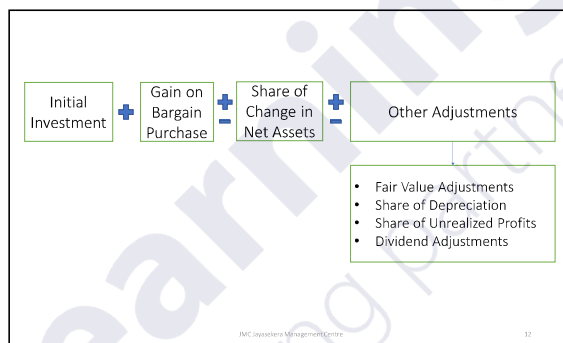 Initial
Investment
Gain on
Bargain
Purchase
Share of
Change in
Net Assets
Other Adjustments
• Fair Value Adjustments
• Share of Depreciation
• Share of Unrealized Profits
• Dividend Adjustments
JMC Jayasekera Management Centre
12